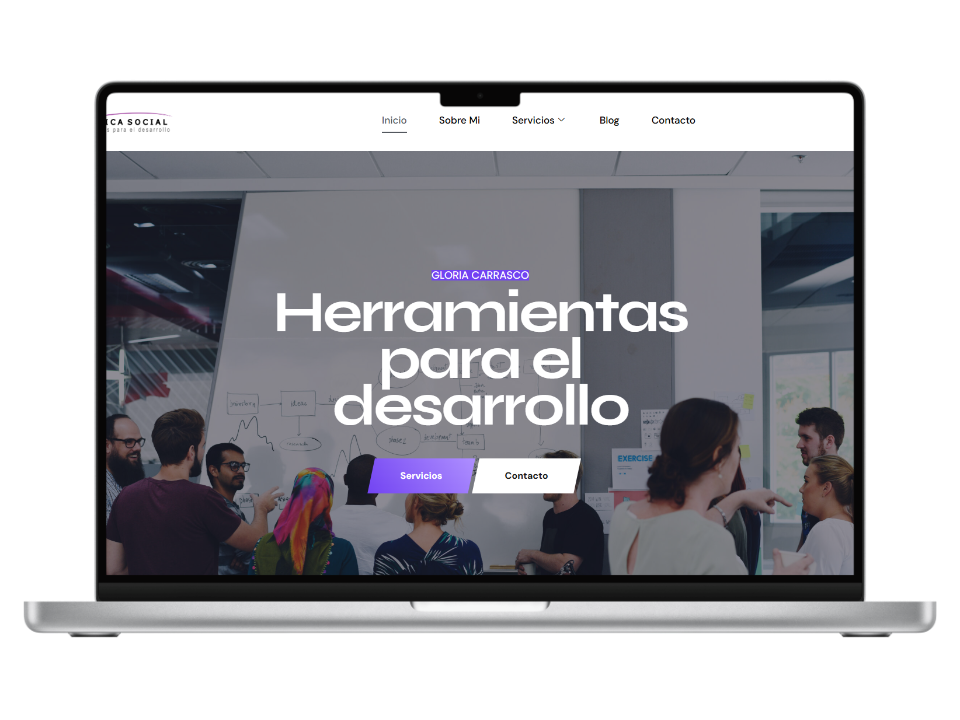 ICA SOCIAL
s para el desarrollo
Inicio
Sobre Mi
Servicios
Blog
Contacto
GLORIA CARRASCO
Herramientas
para el
desarrollo
EXERCISE
Servicios
Contacto